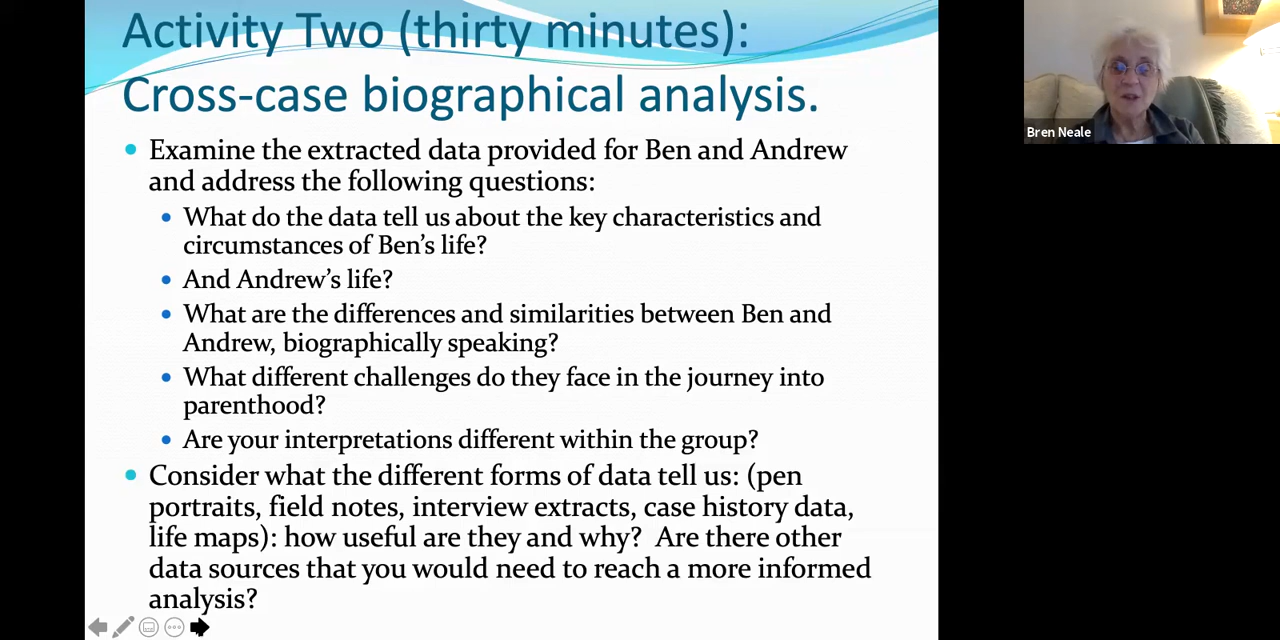 Activity Two (thirty minutes):
Cross-case biographical analysis.
Examine the extracted data provided for Ben and Andrew
and address the following questions:
What do the data tell us about the key characteristics and
circumstances of Ben’s life?
And Andrew’s life?
What are the differences and similarities between Ben and
Andrew, biographically speaking?
What different challenges do they face in the journey into
parenthood?
Are your interpretations different within the group?
Consider what the different forms of data tell us: (pen
portraits, field notes, interview extracts, case history data,
life maps): how useful are they and why?  Are there other
data sources that you would need to reach a more informed
analysis?
Bren Neale